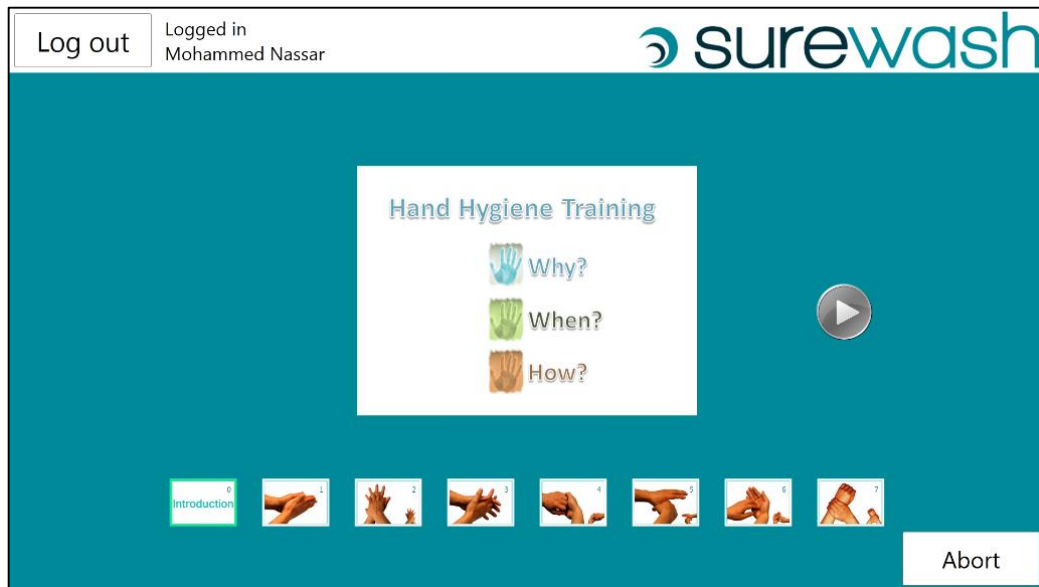 Log out
Logged in
Mohammed Nassar
surewash
Hand Hygiene Training
Why?
When?
How?
0
Introduction
1
2
3
4
5
6
7
Abort